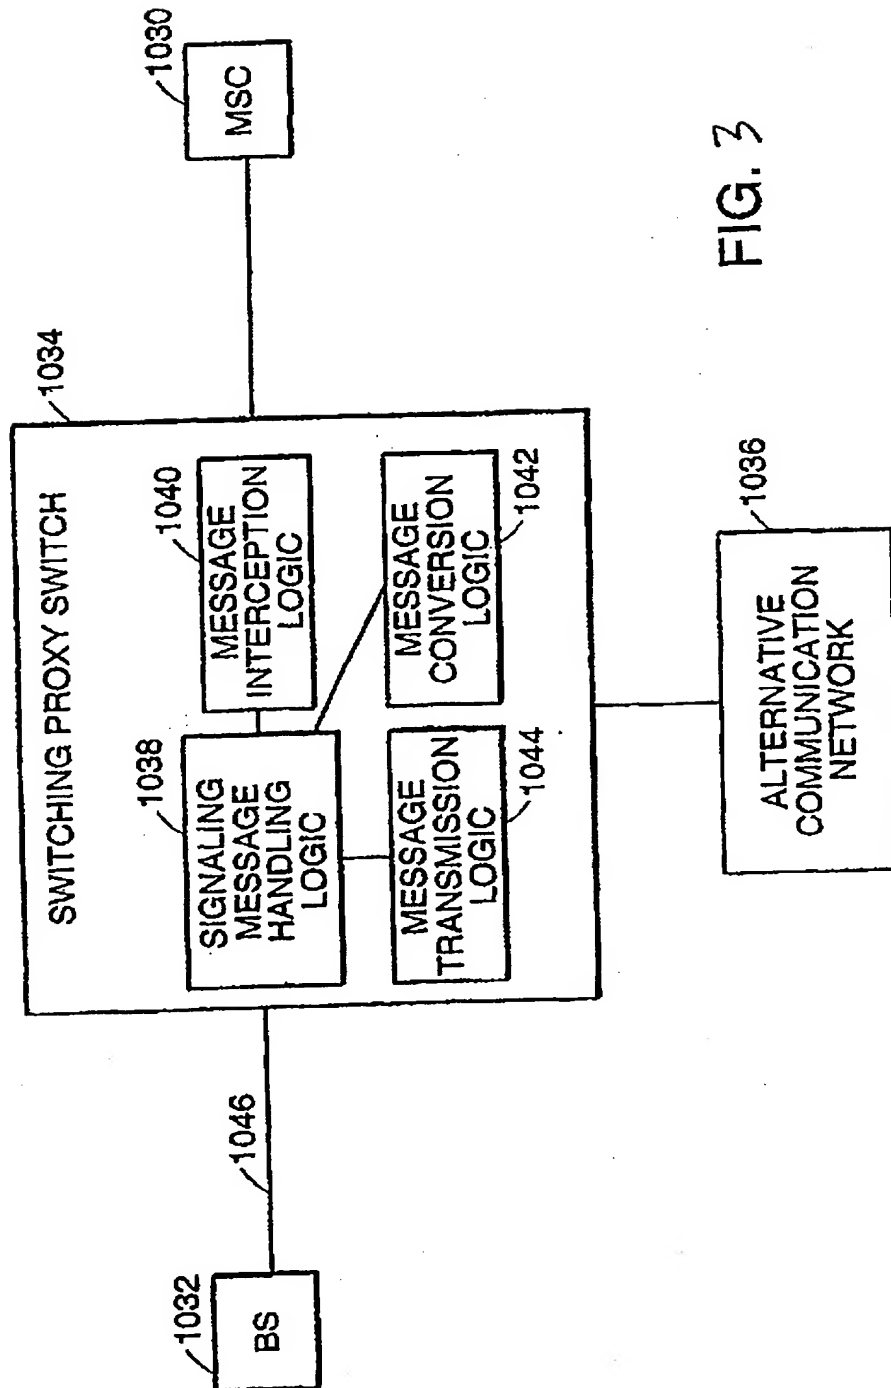 SWITCHING PROXY SWITCH
1034
1032
BS
1046
1038
SIGNALING
MESSAGE
HANDLING
LOGIC
1040
MESSAGE
INTERCEPTION
LOGIC
MESSAGE
TRANSMISSION
LOGIC
1044
MESSAGE
CONVERSION
LOGIC
1042
1030
MSC
1036
ALTERNATIVE
COMMUNICATION
NETWORK
FIG. 3